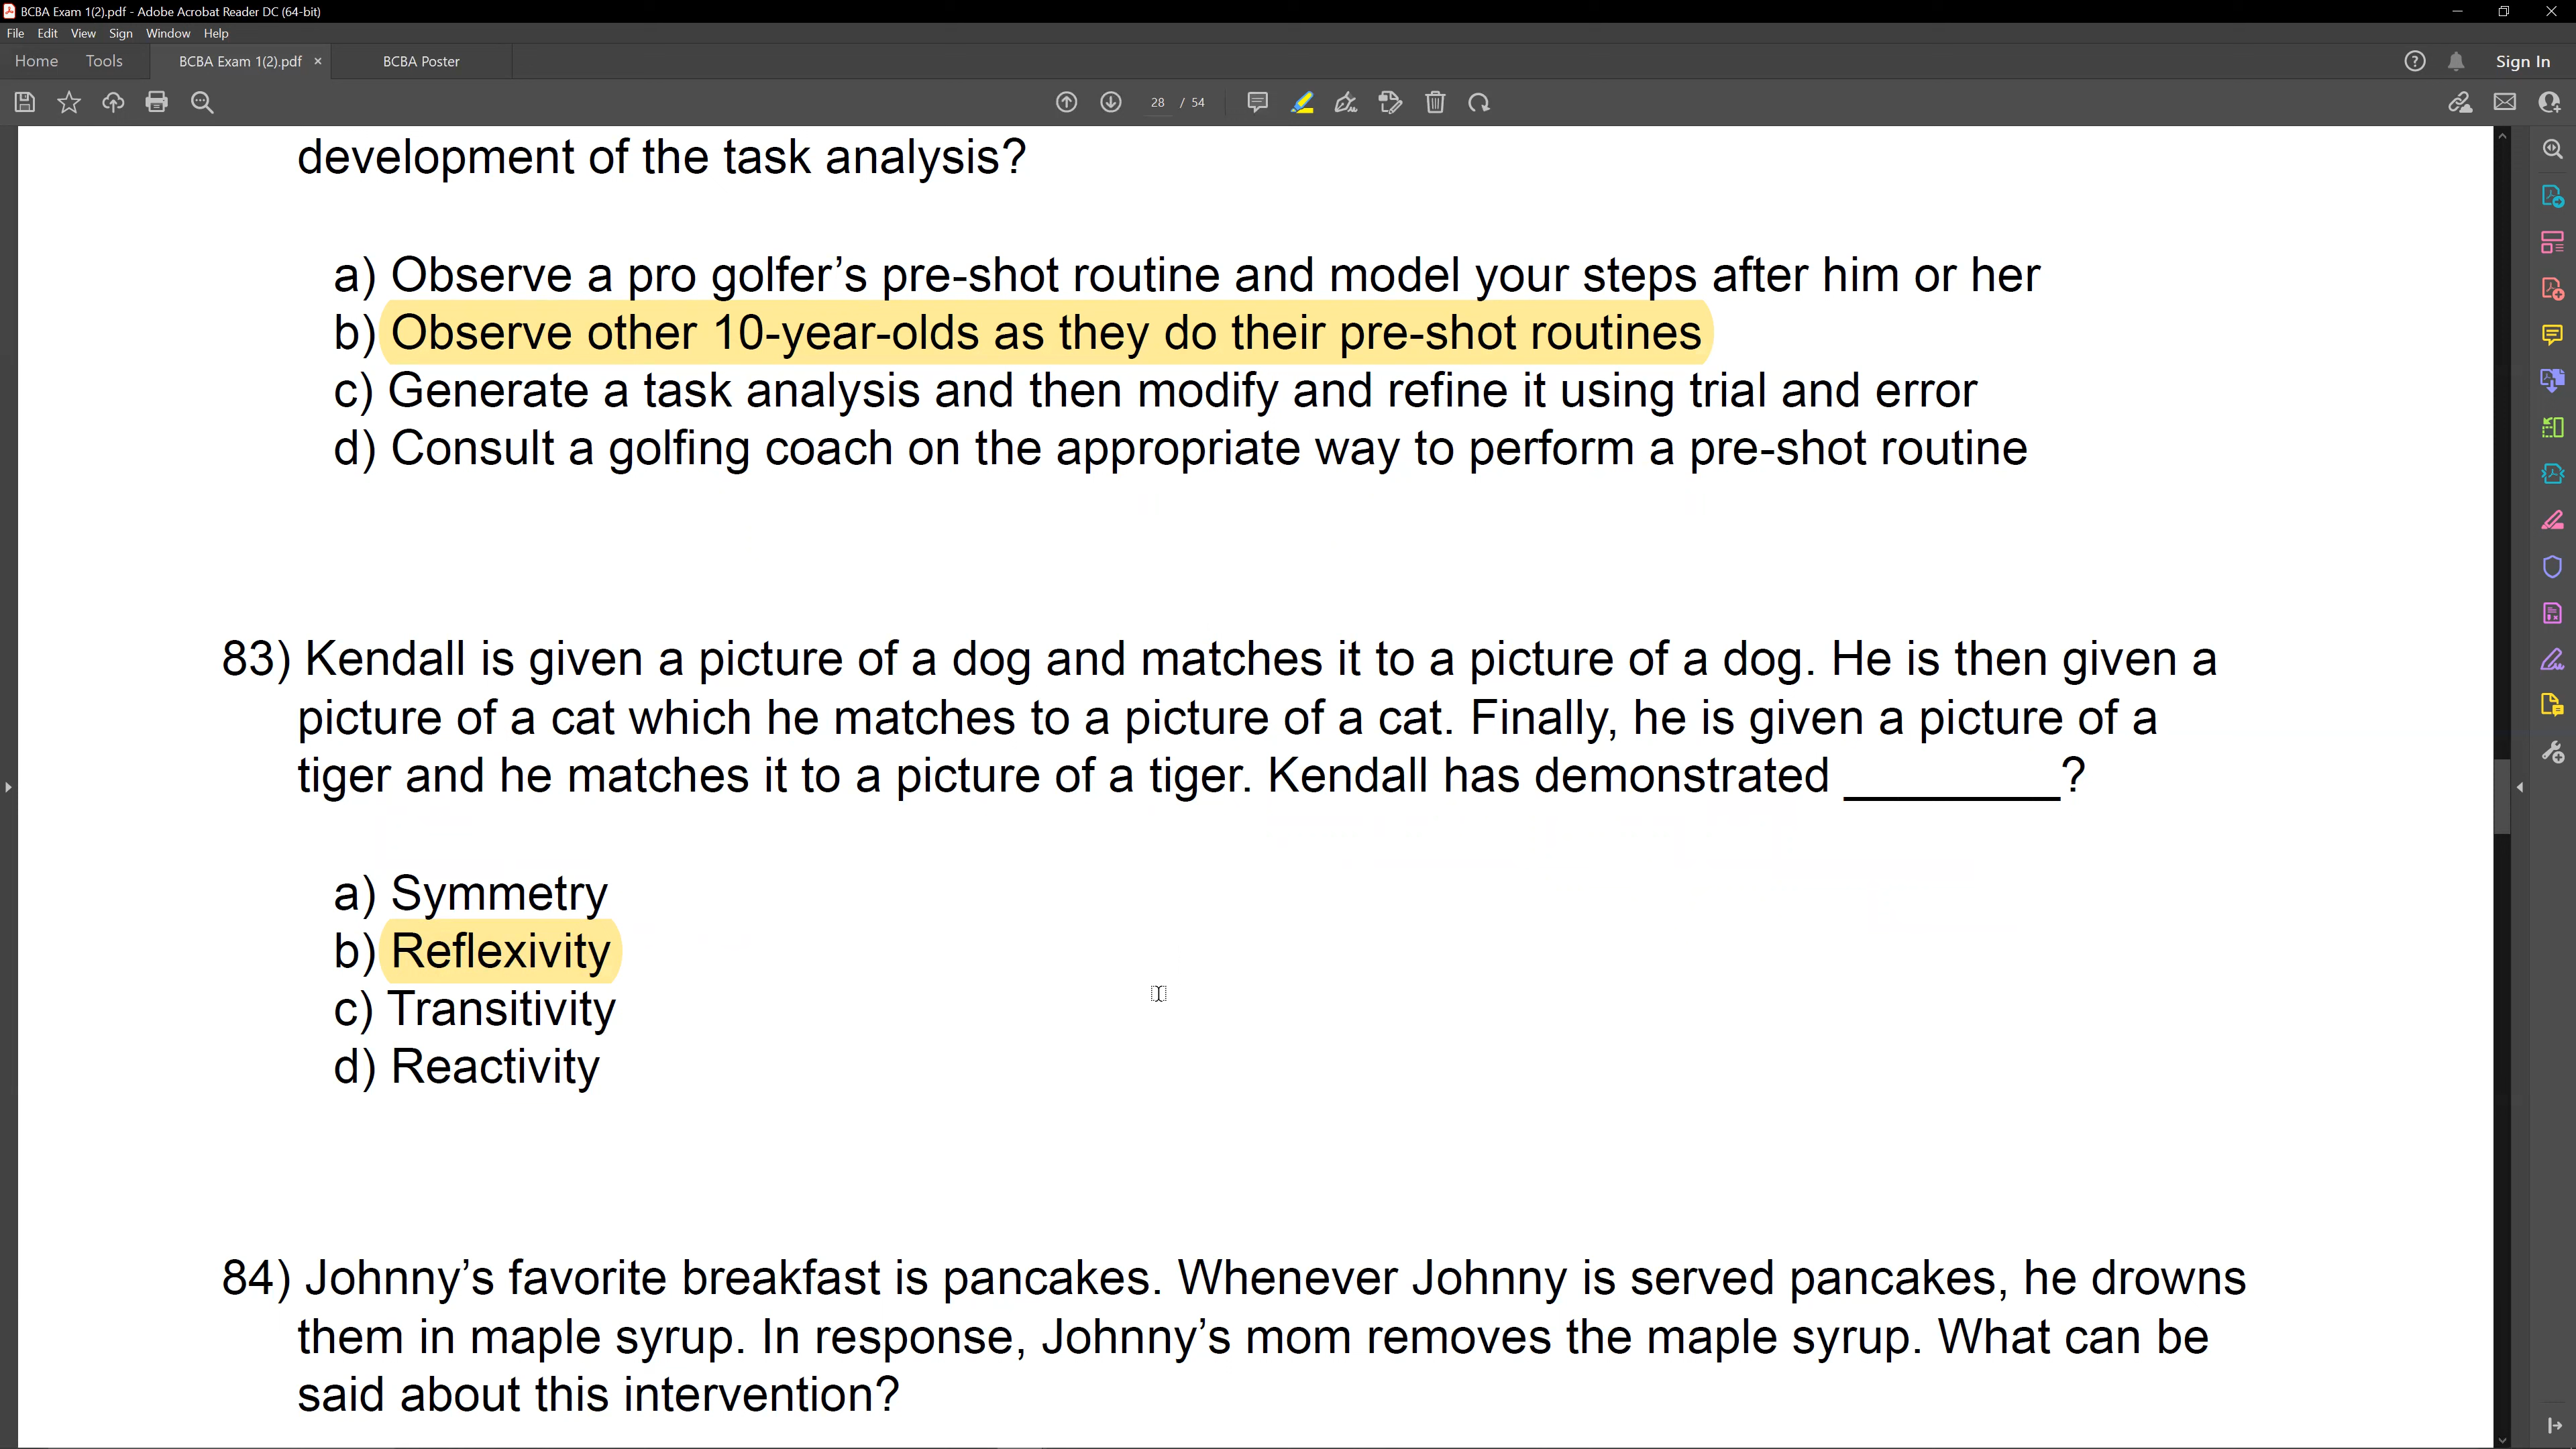 BCBA Exam 1(2).pdf - Adobe Acrobat Reader DC (64-bit)
File Edit View Sign Window Help
Home Tools BCBA Exam 1(2).pdf × BCBA Poster Sign In
28 / 54
development of the task analysis?
a) Observe a pro golfer’s pre-shot routine and model your steps after him or her
b) Observe other 10-year-olds as they do their pre-shot routines
c) Generate a task analysis and then modify and refine it using trial and error
d) Consult a golfing coach on the appropriate way to perform a pre-shot routine
83) Kendall is given a picture of a dog and matches it to a picture of a dog. He is then given a
picture of a cat which he matches to a picture of a cat. Finally, he is given a picture of a
tiger and he matches it to a picture of a tiger. Kendall has demonstrated ________?
a) Symmetry
b) Reflexivity
c) Transitivity
d) Reactivity
84) Johnny’s favorite breakfast is pancakes. Whenever Johnny is served pancakes, he drowns
them in maple syrup. In response, Johnny’s mom removes the maple syrup. What can be
said about this intervention?